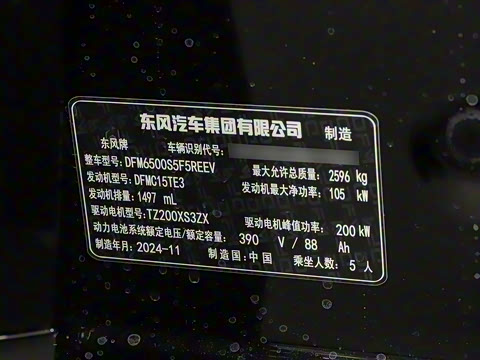 东风汽车集团有限公司 制造
东风牌 车辆识别代号:
整车型号: DFM6500S5F5REEV 最大允许总质量: 2596 kg
发动机型号: DFMC15TE3 发动机最大净功率: 105 kW
发动机排量: 1497 mL
驱动电机型号: TZ200XS3ZX 驱动电机峰值功率: 200 kW
动力电池系统额定电压/额定容量: 390 V / 88 Ah
制造年月: 2024-11 制造国: 中国 乘坐人数: 5 人